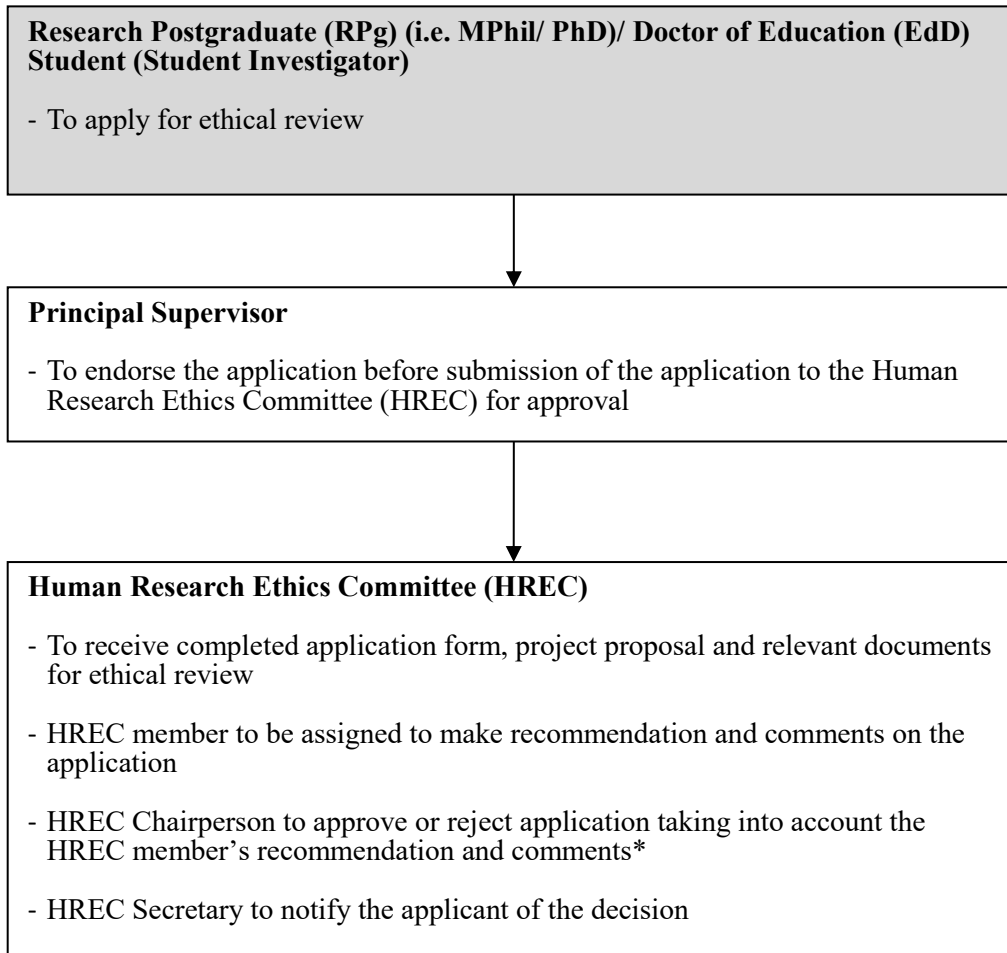 Research Postgraduate (RPg) (i.e. MPhil/ PhD)/ Doctor of Education (EdD)
Student (Student Investigator)
- To apply for ethical review
Principal Supervisor
- To endorse the application before submission of the application to the Human
Research Ethics Committee (HREC) for approval
Human Research Ethics Committee (HREC)
- To receive completed application form, project proposal and relevant documents
for ethical review
- HREC member to be assigned to make recommendation and comments on the
application
- HREC Chairperson to approve or reject application taking into account the
HREC member’s recommendation and comments*
- HREC Secretary to notify the applicant of the decision